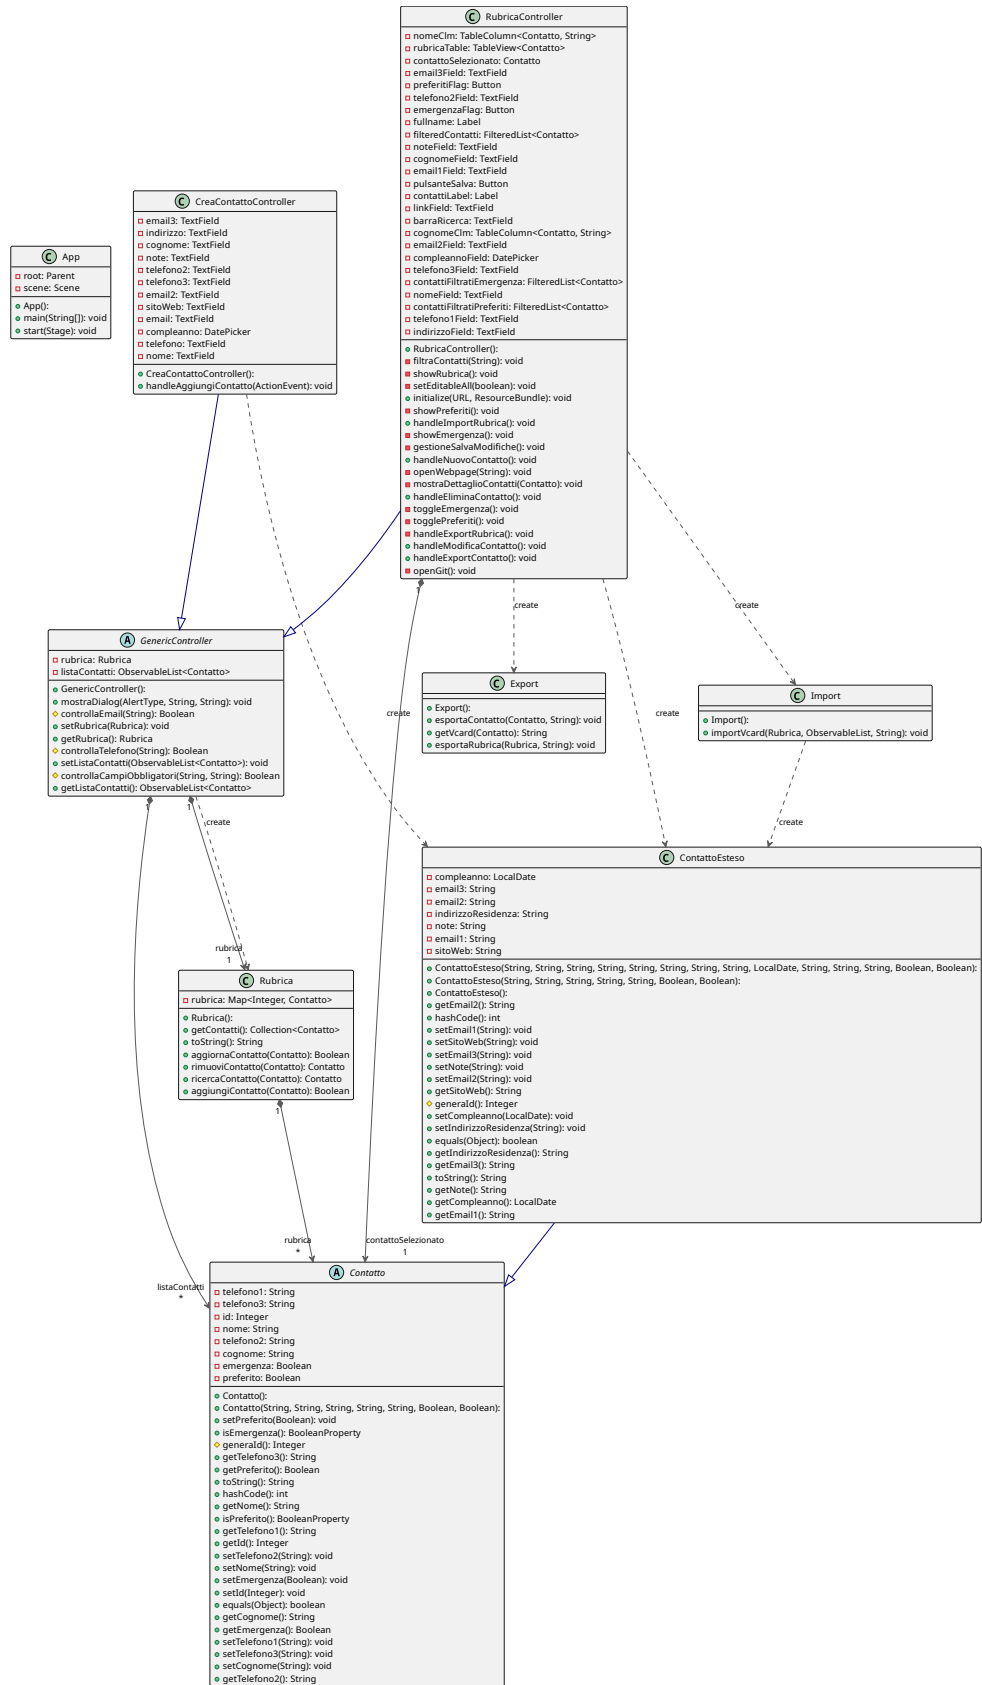 C RubricaController
nomeClm: TableColumn<Contatto, String>
rubricaTable: TableView<Contatto>
contattoSelezionato: Contatto
email3Field: TextField
preferitiFlag: Button
telefono2Field: TextField
emergenzaFlag: Button
fullname: Label
filteredContatti: FilteredList<Contatto>
noteField: TextField
cognomeField: TextField
email1Field: TextField
pulsanteSalva: Button
contattiLabel: Label
linkField: TextField
barraRicerca: TextField
cognomeClm: TableColumn<Contatto, String>
email2Field: TextField
compleannoField: DatePicker
telefono3Field: TextField
contattiFiltratiEmergenza: FilteredList<Contatto>
nomeField: TextField
contattiFiltratiPreferiti: FilteredList<Contatto>
telefono1Field: TextField
indirizzoField: TextField
RubricaController():
filtraContatti(String): void
showRubrica(): void
setEditableAll(boolean): void
initialize(URL, ResourceBundle): void
showPreferiti(): void
handleImportRubrica(): void
showEmergenza(): void
gestioneSalvaModifiche(): void
handleNuovoContatto(): void
openWebpage(String): void
mostraDettaglioContatti(Contatto): void
handleEliminaContatto(): void
toggleEmergenza(): void
togglePreferiti(): void
handleExportRubrica(): void
handleModificaContatto(): void
handleExportContatto(): void
openGit(): void
C CreaContattoController
email3: TextField
indirizzo: TextField
cognome: TextField
note: TextField
telefono2: TextField
telefono3: TextField
email2: TextField
sitoWeb: TextField
email: TextField
compleanno: DatePicker
telefono: TextField
nome: TextField
CreaContattoController():
handleAggiungiContatto(ActionEvent): void
C App
root: Parent
scene: Scene
App():
main(String[]): void
start(Stage): void
1
create
create
create
create
A GenericController
rubrica: Rubrica
listaContatti: ObservableList<Contatto>
GenericController():
mostraDialog(AlertType, String, String): void
controllaEmail(String): Boolean
setRubrica(Rubrica): void
getRubrica(): Rubrica
controllaTelefono(String): Boolean
setListaContatti(ObservableList<Contatto>): void
controllaCampiObbligatori(String, String): Boolean
getListaContatti(): ObservableList<Contatto>
C Export
Export():
esportaContatto(Contatto, String): void
getVcard(Contatto): String
esportaRubrica(Rubrica, String): void
C Import
Import():
importVcard(Rubrica, ObservableList, String): void
1
1
create
create
rubrica
1
C ContattoEsteso
compleanno: LocalDate
email3: String
email2: String
indirizzoResidenza: String
note: String
email1: String
sitoWeb: String
ContattoEsteso(String, String, String, String, String, String, String, String, LocalDate, String, String, String, Boolean, Boolean):
ContattoEsteso(String, String, String, String, String, Boolean, Boolean):
ContattoEsteso():
getEmail2(): String
hashCode(): int
setEmail1(String): void
setSitoWeb(String): void
setEmail3(String): void
setNote(String): void
setEmail2(String): void
getSitoWeb(): String
generaId(): Integer
setCompleanno(LocalDate): void
setIndirizzoResidenza(String): void
equals(Object): boolean
getIndirizzoResidenza(): String
getEmail3(): String
toString(): String
getNote(): String
getCompleanno(): LocalDate
getEmail1(): String
C Rubrica
rubrica: Map<Integer, Contatto>
Rubrica():
getContatti(): Collection<Contatto>
toString(): String
aggiornaContatto(Contatto): Boolean
rimuoviContatto(Contatto): Contatto
ricercaContatto(Contatto): Contatto
aggiungiContatto(Contatto): Boolean
1
rubrica
*
contattoSelezionato
1
listaContatti
*
A Contatto
telefono1: String
telefono3: String
id: Integer
nome: String
telefono2: String
cognome: String
emergenza: Boolean
preferito: Boolean
Contatto():
Contatto(String, String, String, String, String, Boolean, Boolean):
setPreferito(Boolean): void
isEmergenza(): BooleanProperty
generaId(): Integer
getTelefono3(): String
getPreferito(): Boolean
toString(): String
hashCode(): int
getNome(): String
isPreferito(): BooleanProperty
getTelefono1(): String
getId(): Integer
setTelefono2(String): void
setNome(String): void
setEmergenza(Boolean): void
setId(Integer): void
equals(Object): boolean
getCognome(): String
getEmergenza(): Boolean
setTelefono1(String): void
setTelefono3(String): void
setCognome(String): void
getTelefono2(): String